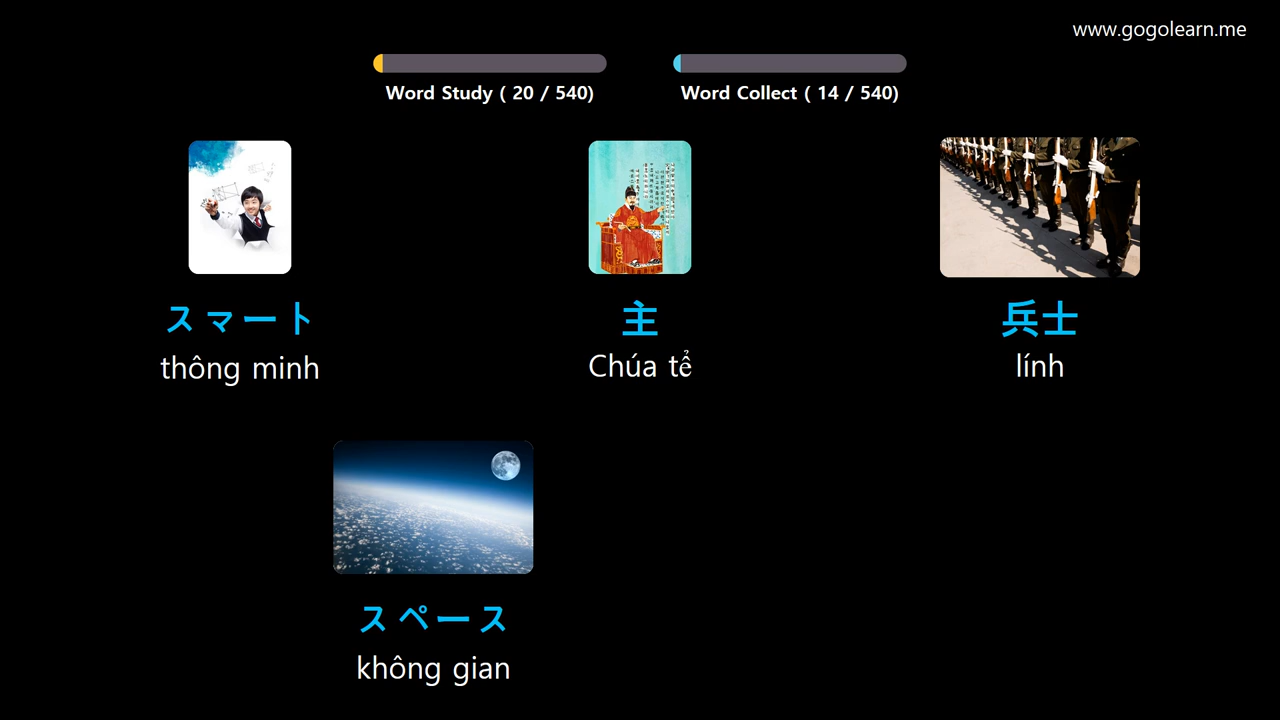 www.gogolearn.me
Word Study ( 20 / 540)
Word Collect ( 14 / 540)
スマート
thông minh
主
Chúa tể
兵士
lính
スペース
không gian